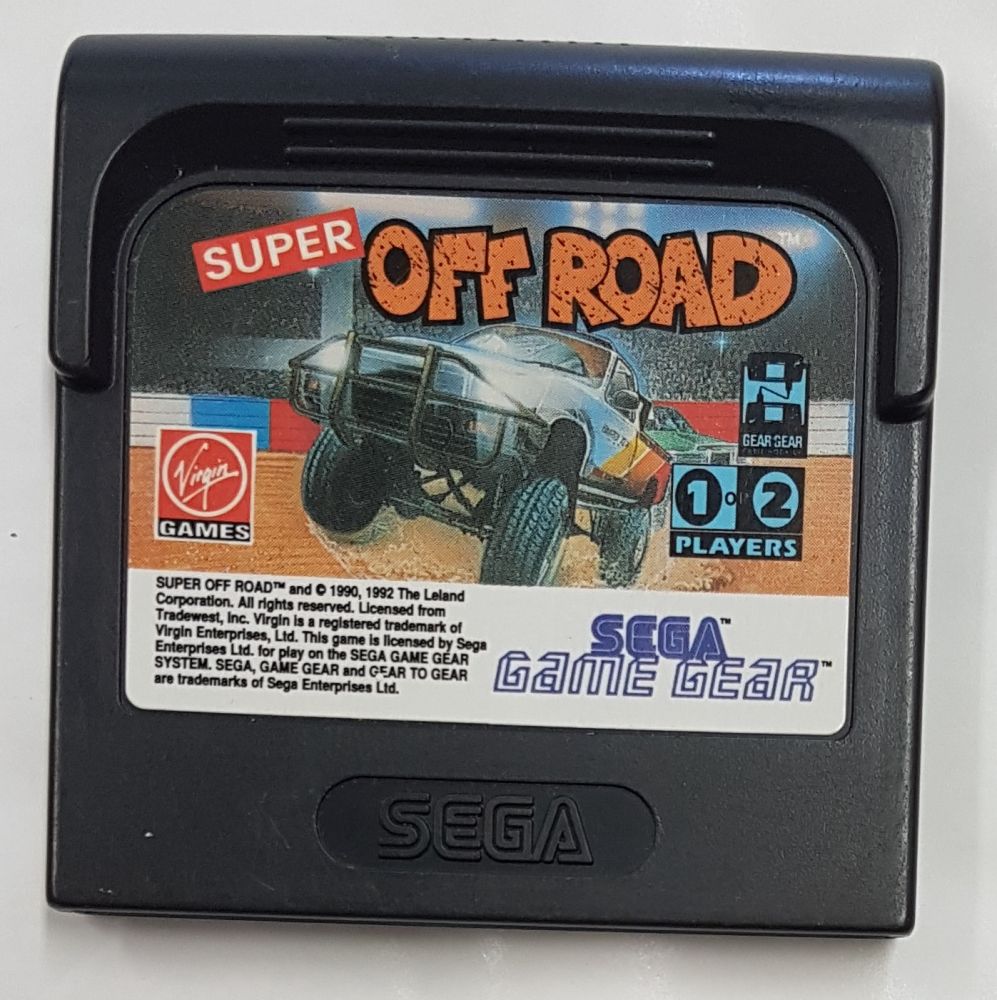 SUPER OFF ROAD™
GEAR-GEAR
1 or 2
PLAYERS
Virgin
GAMES
SUPER OFF ROAD™ and © 1990, 1992 The Leland
Corporation. All rights reserved. Licensed from
Tradewest, Inc. Virgin is a registered trademark of
Virgin Enterprises, Ltd. This game is licensed by Sega
Enterprises Ltd. for play on the SEGA GAME GEAR
SYSTEM. SEGA, GAME GEAR and GEAR TO GEAR
are trademarks of Sega Enterprises Ltd.
SEGA™
GAME GEAR™
SEGA